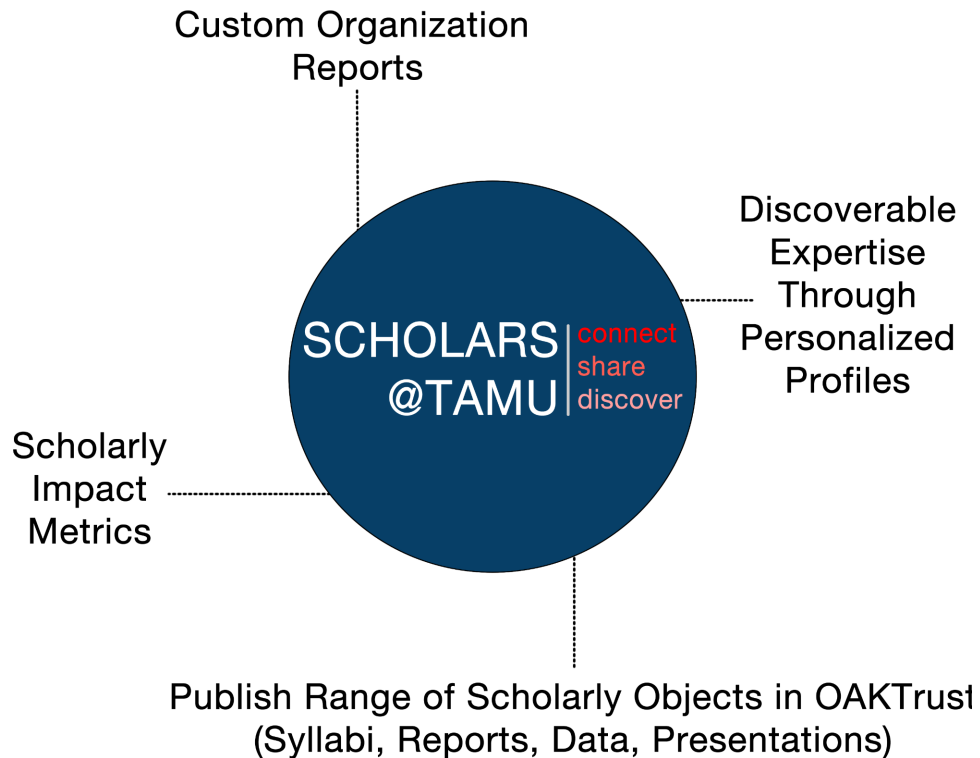 Custom Organization
Reports
Discoverable
Expertise
Through
Personalized
Profiles
SCHOLARS
@TAMU
connect
share
discover
Scholarly
Impact
Metrics
Publish Range of Scholarly Objects in OAKTrust
(Syllabi, Reports, Data, Presentations)